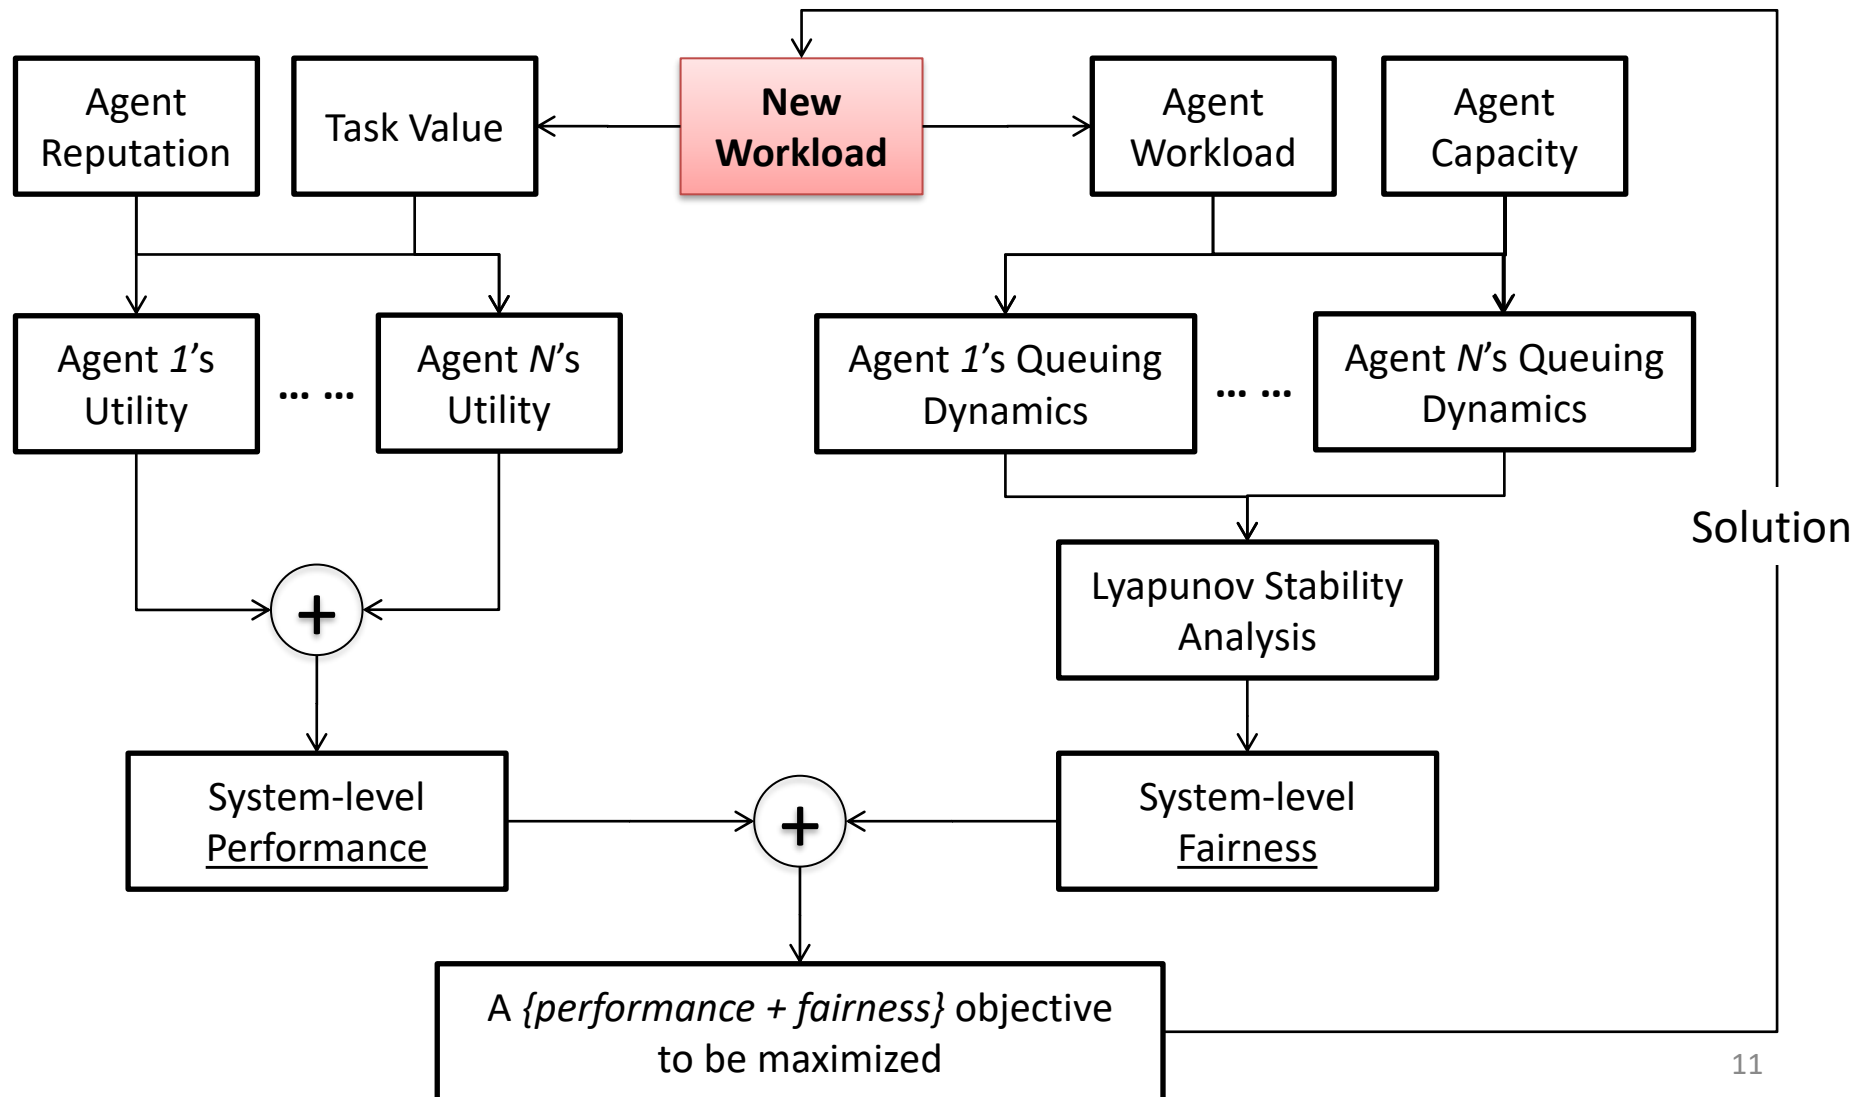 Agent
Reputation
Task Value
New
Workload
Agent
Workload
Agent
Capacity
Agent 1's
Utility
... ...
Agent N's
Utility
Agent 1's Queuing
Dynamics
... ...
Agent N's Queuing
Dynamics
Solution
+
Lyapunov Stability
Analysis
System-level
Performance
+
System-level
Fairness
A {performance + fairness} objective
to be maximized
11